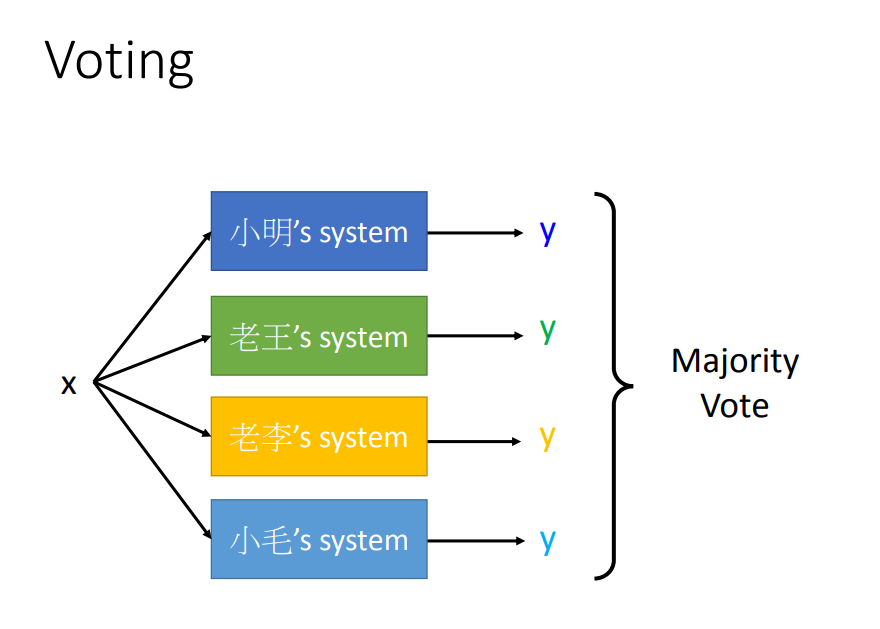 Voting
x
小明’s system
y
老王’s system
y
老李’s system
y
小毛’s system
y
Majority
Vote